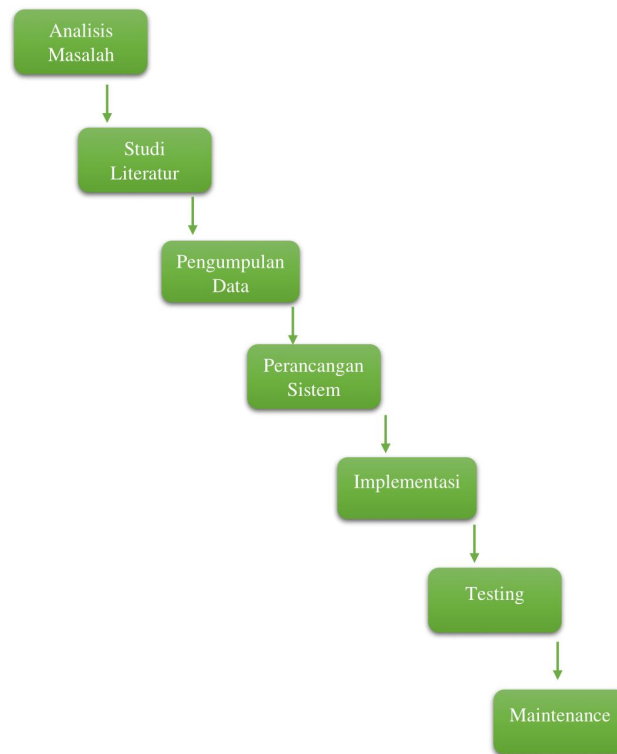 Analisis
Masalah
Studi
Literatur
Pengumpulan
Data
Perancangan
Sistem
Implementasi
Testing
Maintenance